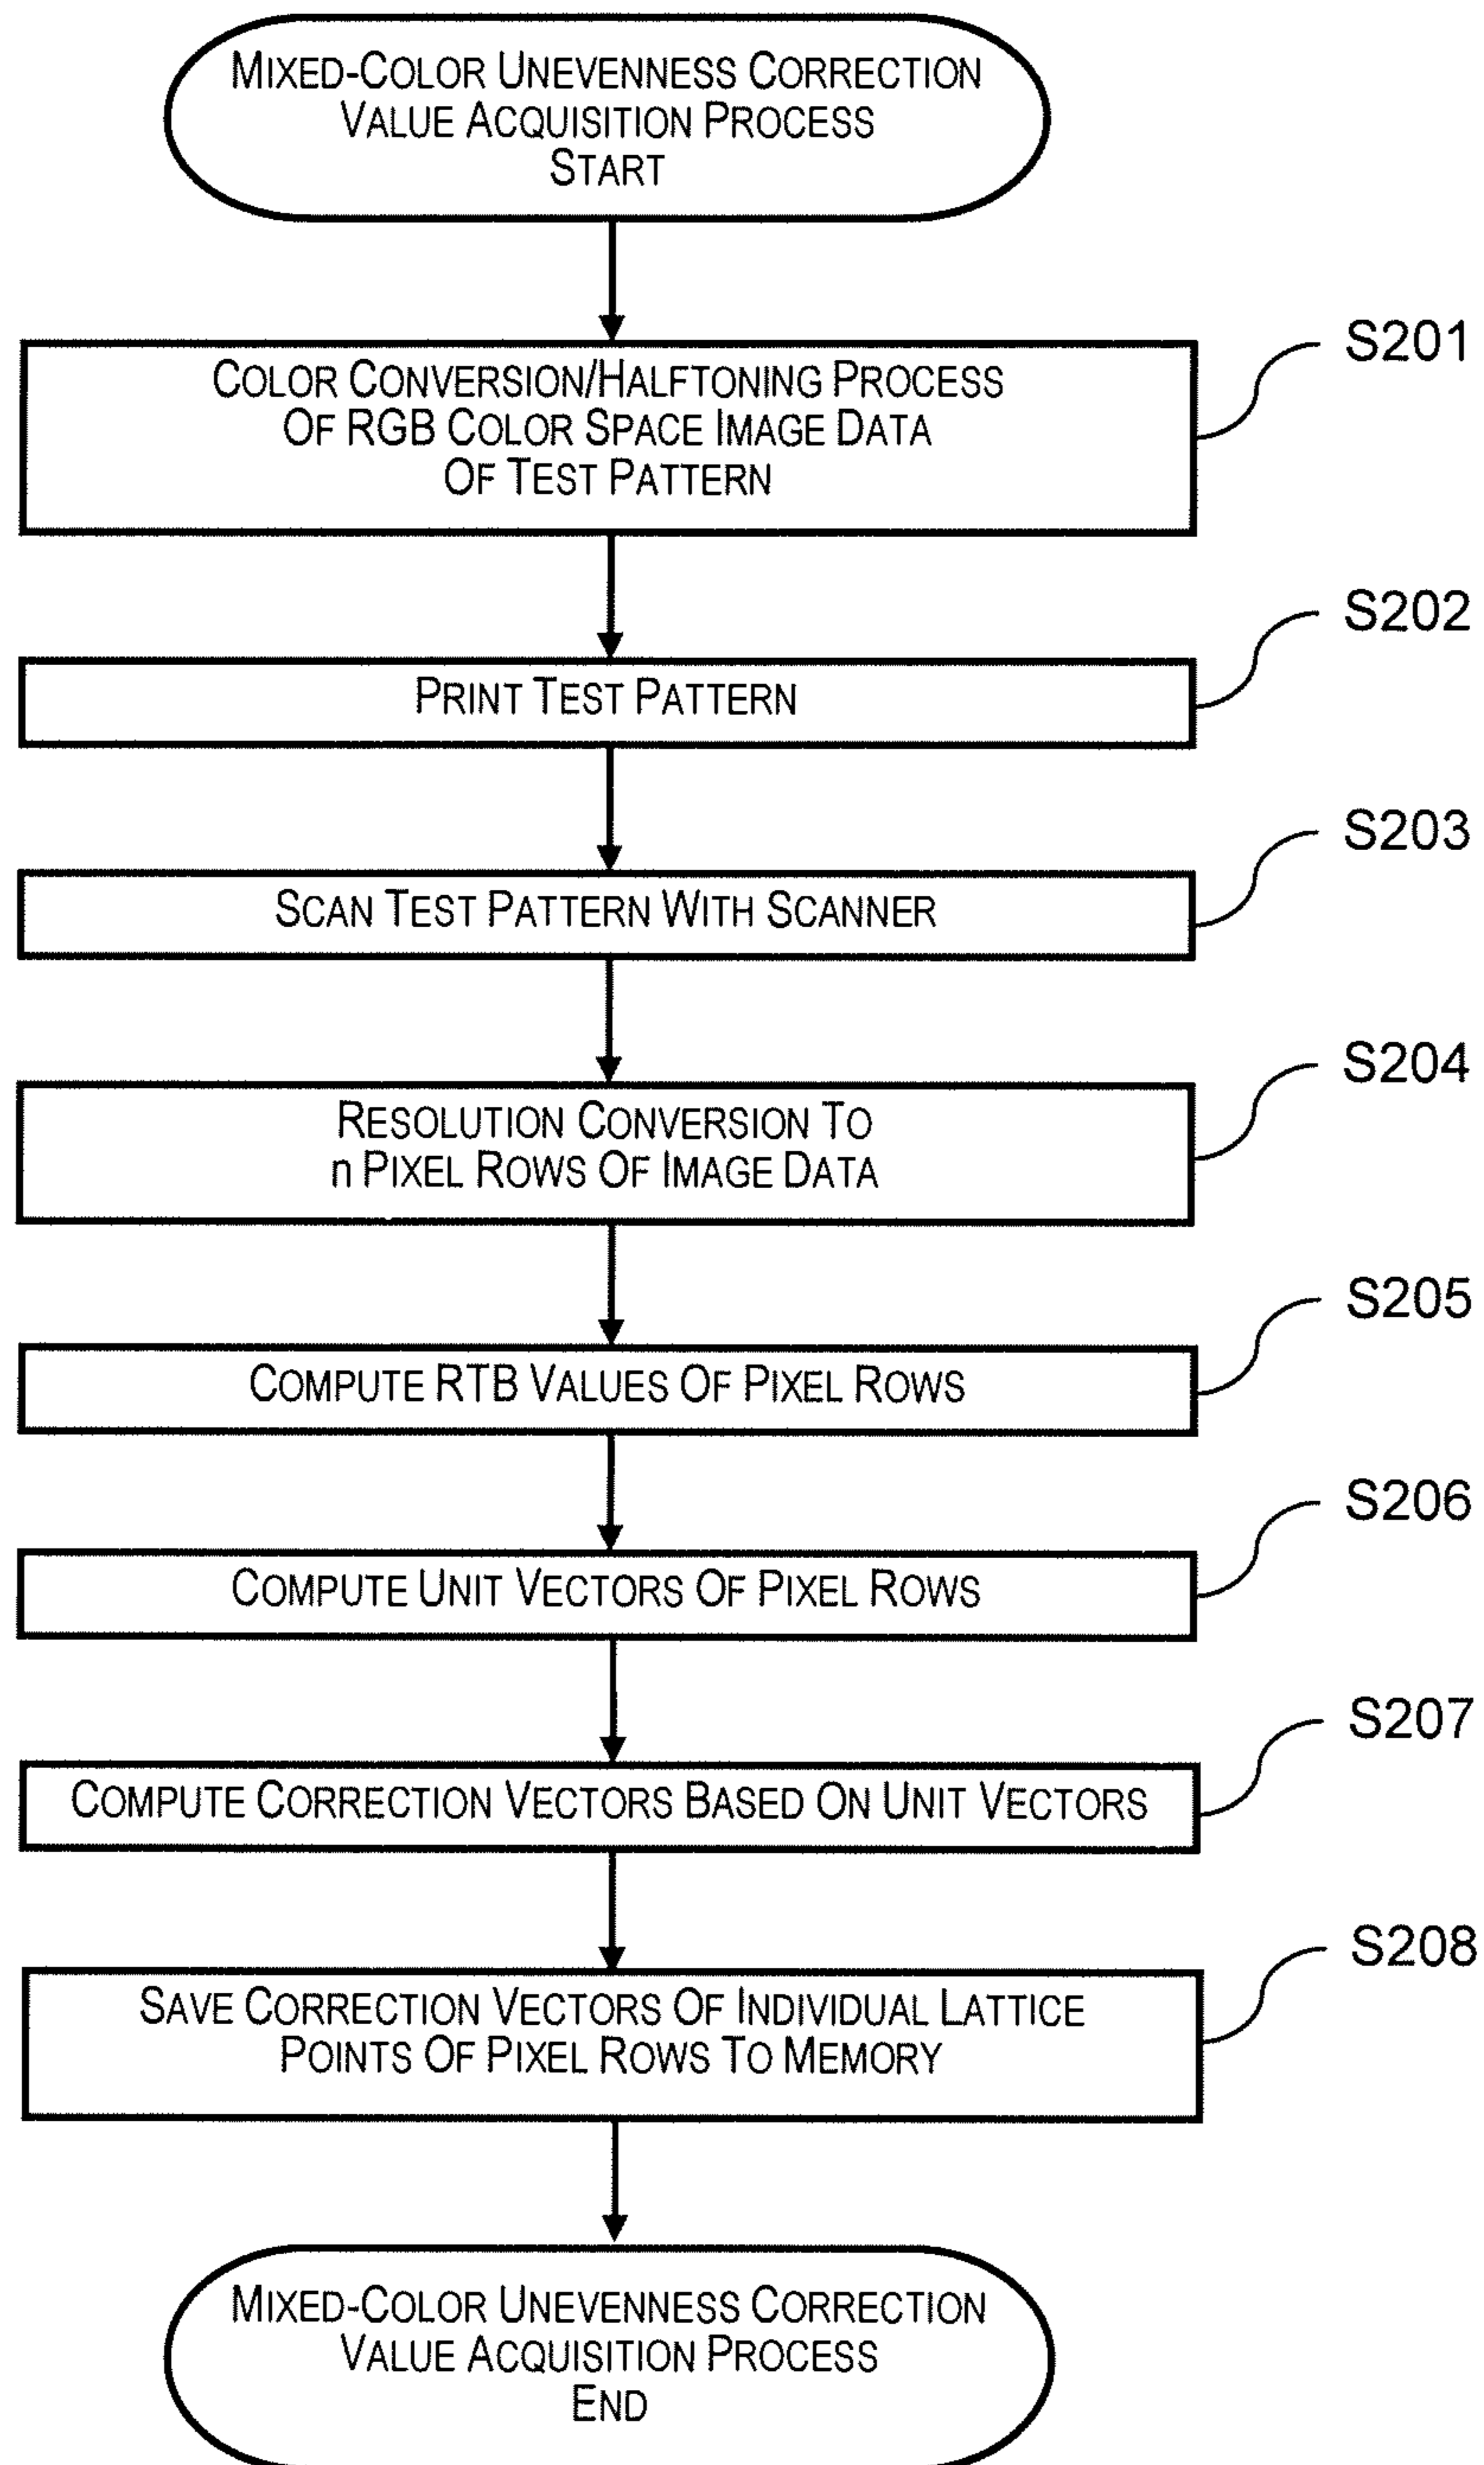 MIXED-COLOR UNEVENNESS CORRECTION
VALUE ACQUISITION PROCESS
START
S201
COLOR CONVERSION/HALFTONING PROCESS
OF RGB COLOR SPACE IMAGE DATA
OF TEST PATTERN
S202
PRINT TEST PATTERN
S203
SCAN TEST PATTERN WITH SCANNER
S204
RESOLUTION CONVERSION TO
n PIXEL ROWS OF IMAGE DATA
S205
COMPUTE RTB VALUES OF PIXEL ROWS
S206
COMPUTE UNIT VECTORS OF PIXEL ROWS
S207
COMPUTE CORRECTION VECTORS BASED ON UNIT VECTORS
S208
SAVE CORRECTION VECTORS OF INDIVIDUAL LATTICE
POINTS OF PIXEL ROWS TO MEMORY
MIXED-COLOR UNEVENNESS CORRECTION
VALUE ACQUISITION PROCESS
END